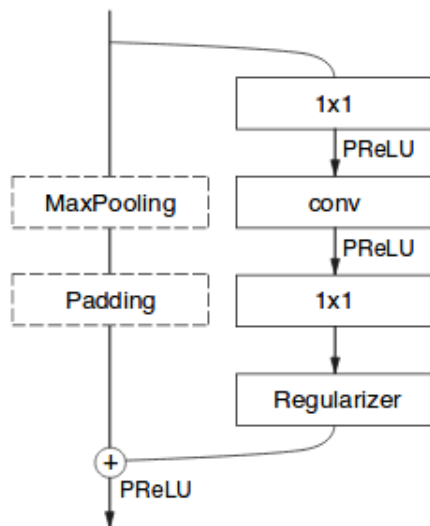 1x1
PReLU
MaxPooling
conv
PReLU
Padding
1x1
Regularizer
+
PReLU